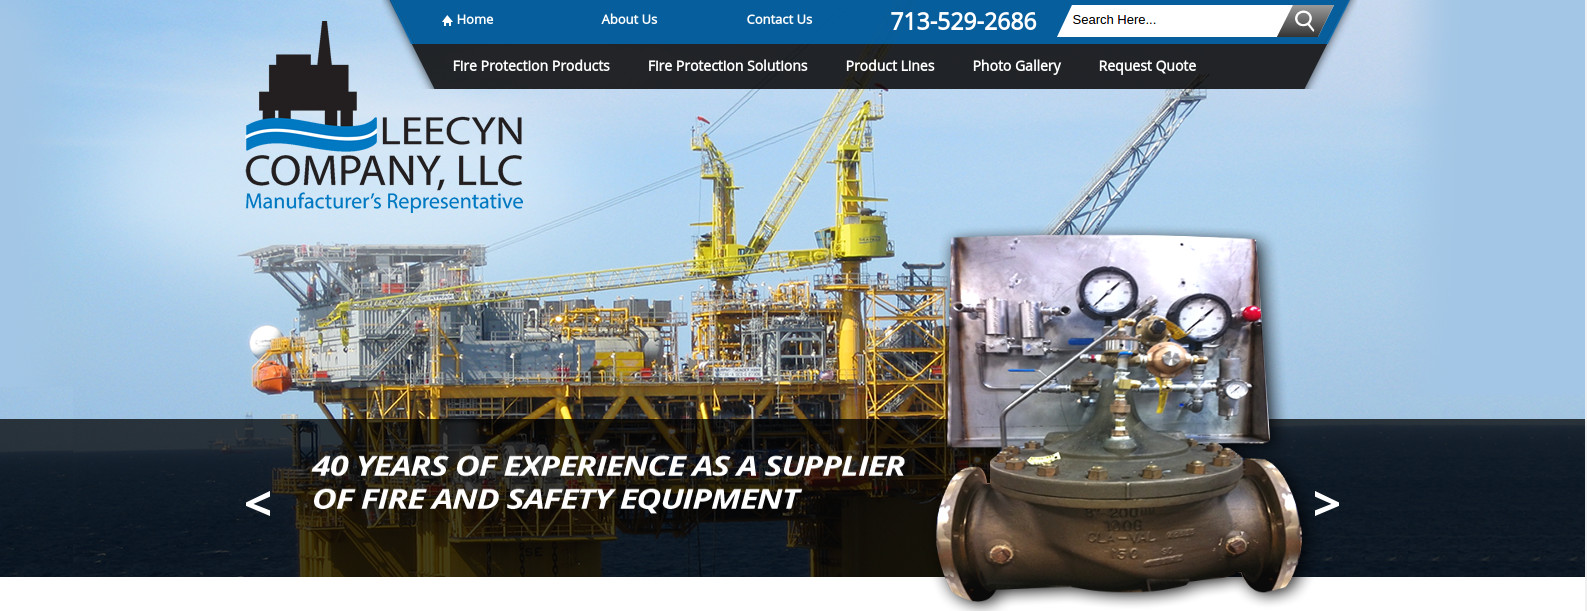 Home
About Us
Contact Us
713-529-2686
Search Here...
Fire Protection Products
Fire Protection Solutions
Product Lines
Photo Gallery
Request Quote
LEECYN
COMPANY, LLC
Manufacturer's Representative
40 YEARS OF EXPERIENCE AS A SUPPLIER
OF FIRE AND SAFETY EQUIPMENT
<
>
CLA-VAL